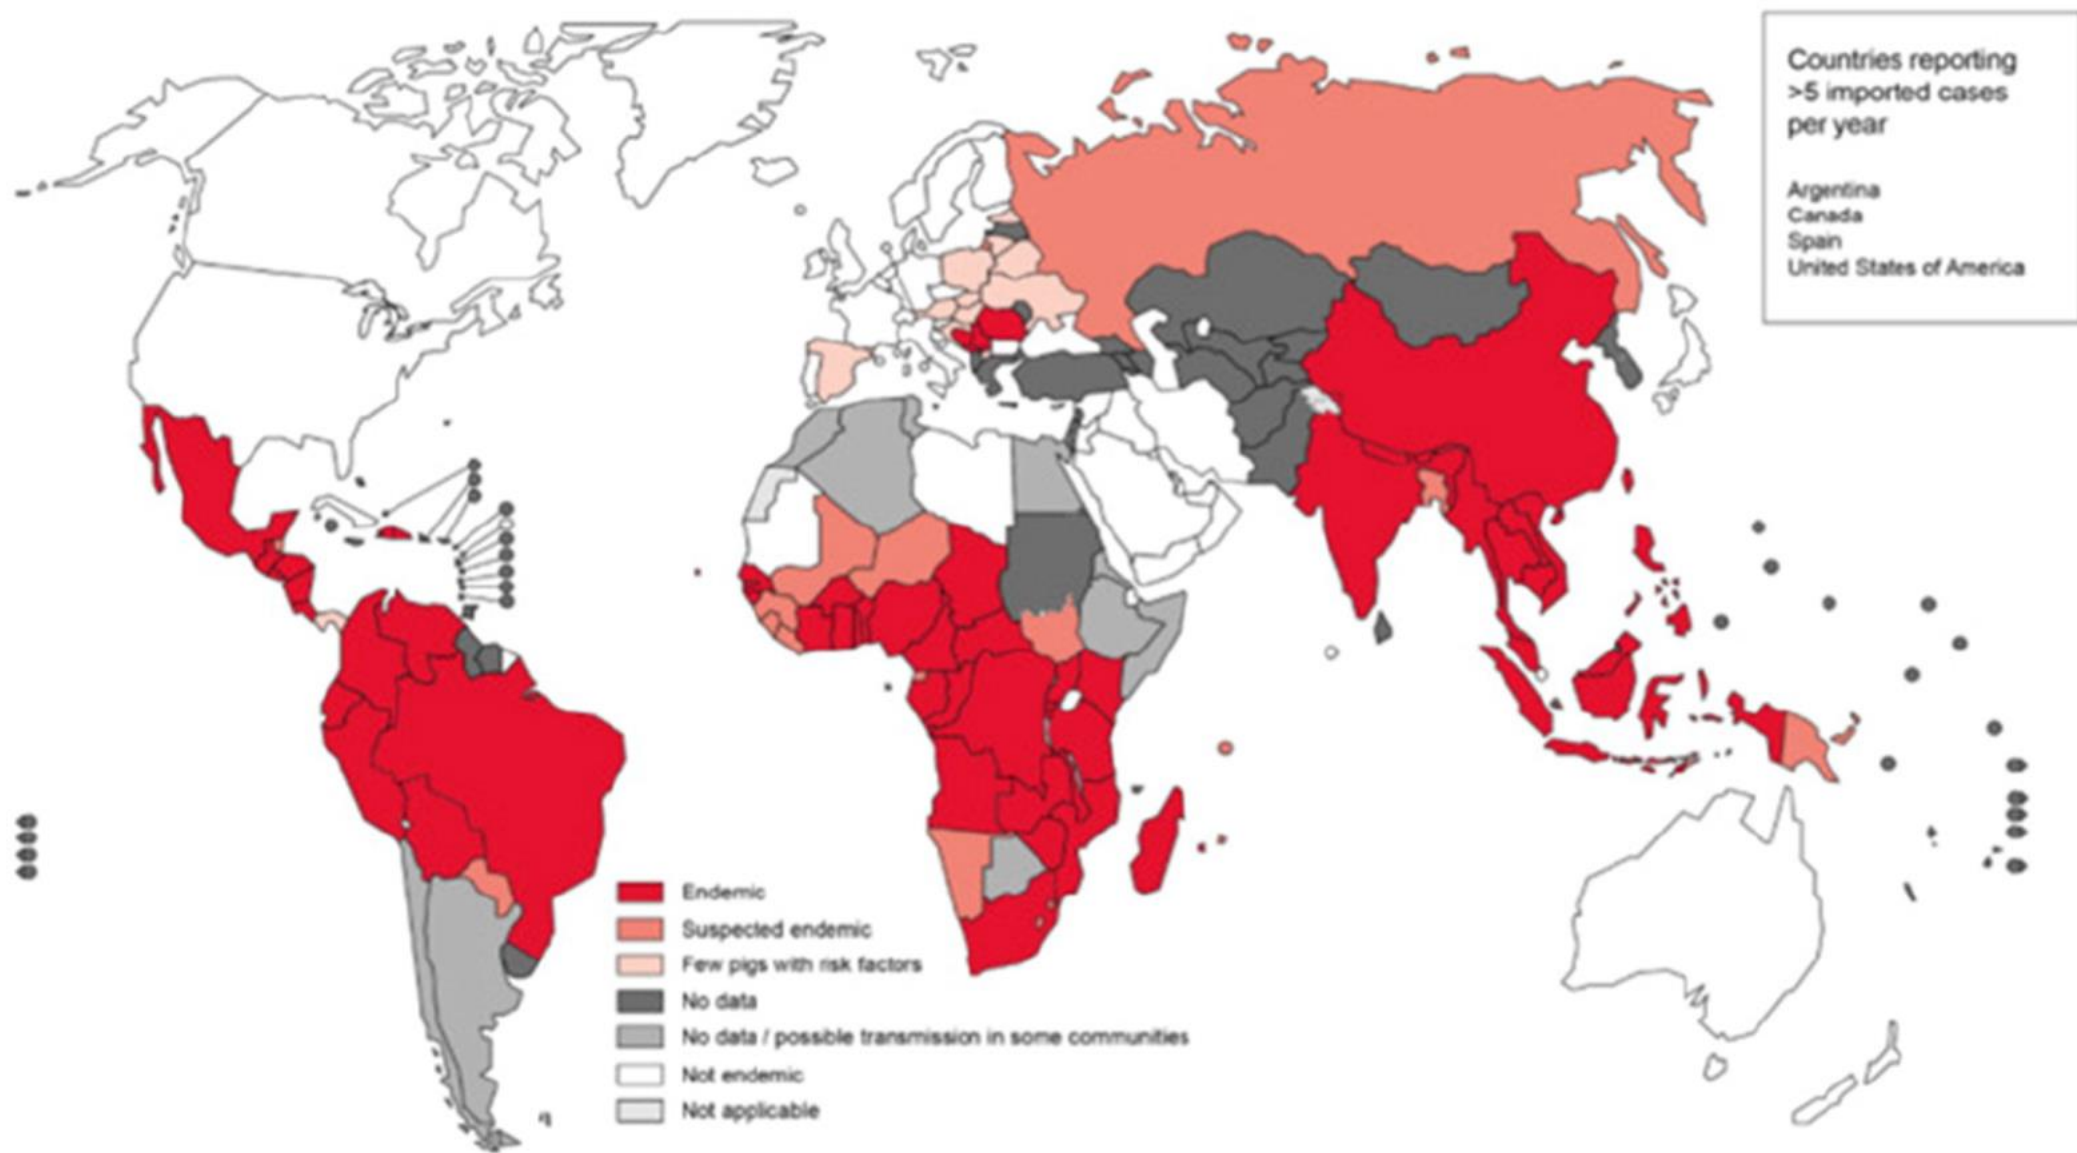 Countries reporting
>5 imported cases
per year
Argentina
Canada
Spain
United States of America
Endemic
Suspected endemic
Few pigs with risk factors
No data
No data / possible transmission in some communities
Not endemic
Not applicable